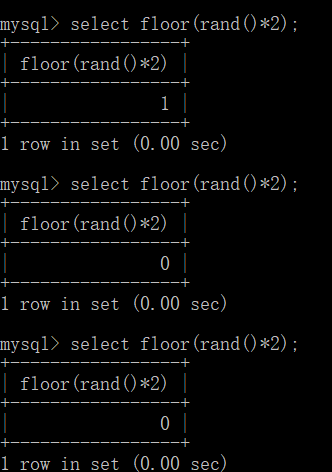 mysql> select floor(rand()*2);
+-----------------+
| floor(rand()*2) |
+-----------------+
|               1 |
+-----------------+
1 row in set (0.00 sec)
mysql> select floor(rand()*2);
+-----------------+
| floor(rand()*2) |
+-----------------+
|               0 |
+-----------------+
1 row in set (0.00 sec)
mysql> select floor(rand()*2);
+-----------------+
| floor(rand()*2) |
+-----------------+
|               0 |
+-----------------+
1 row in set (0.00 sec)